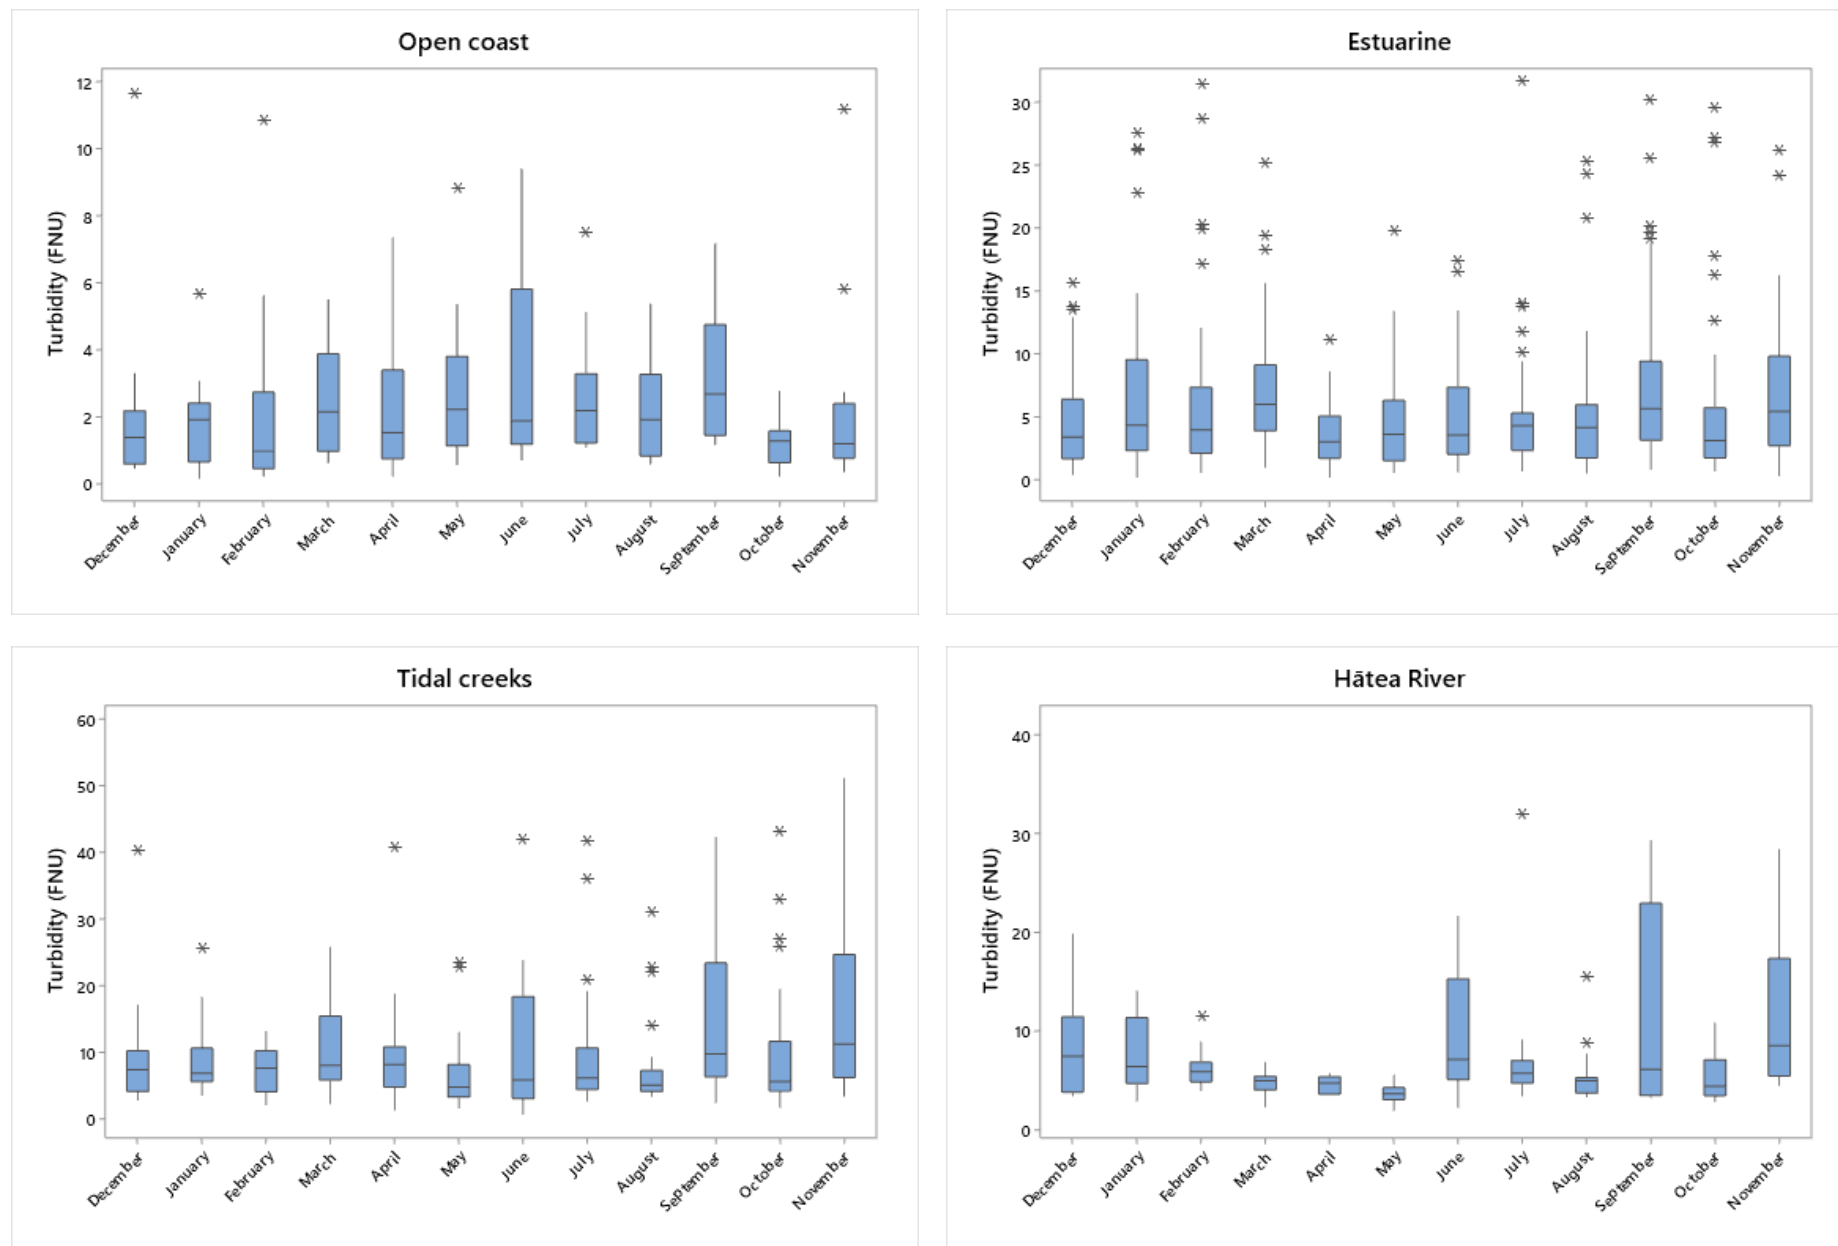 Open coast
Turbidity (FNU)
12
10
8
6
4
2
0
December
January
February
March
April
May
June
July
August
September
October
November
Estuarine
Turbidity (FNU)
30
25
20
15
10
5
0
December
January
February
March
April
May
June
July
August
September
October
November
Tidal creeks
Turbidity (FNU)
60
50
40
30
20
10
0
December
January
February
March
April
May
June
July
August
September
October
November
Hātea River
Turbidity (FNU)
40
30
20
10
0
December
January
February
March
April
May
June
July
August
September
October
November